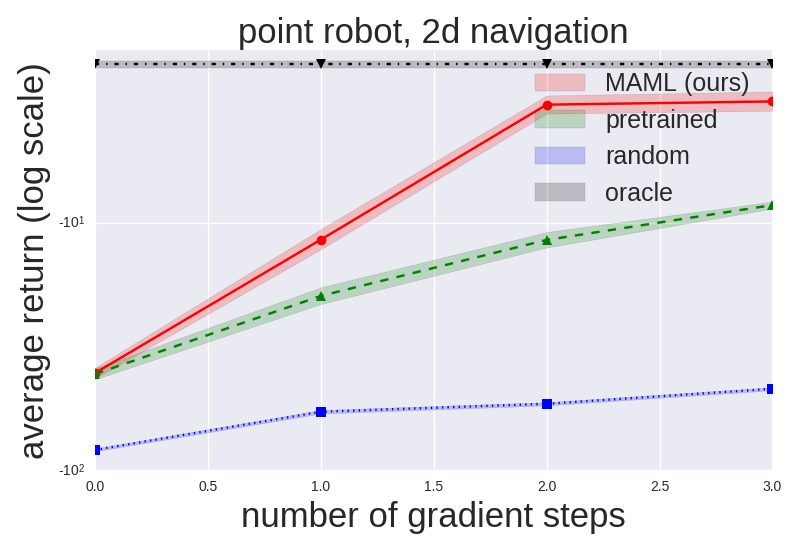 point robot, 2d navigation
average return (log scale)
MAML (ours)
pretrained
random
oracle
-10¹
-10²
0.0 0.5 1.0 1.5 2.0 2.5 3.0
number of gradient steps